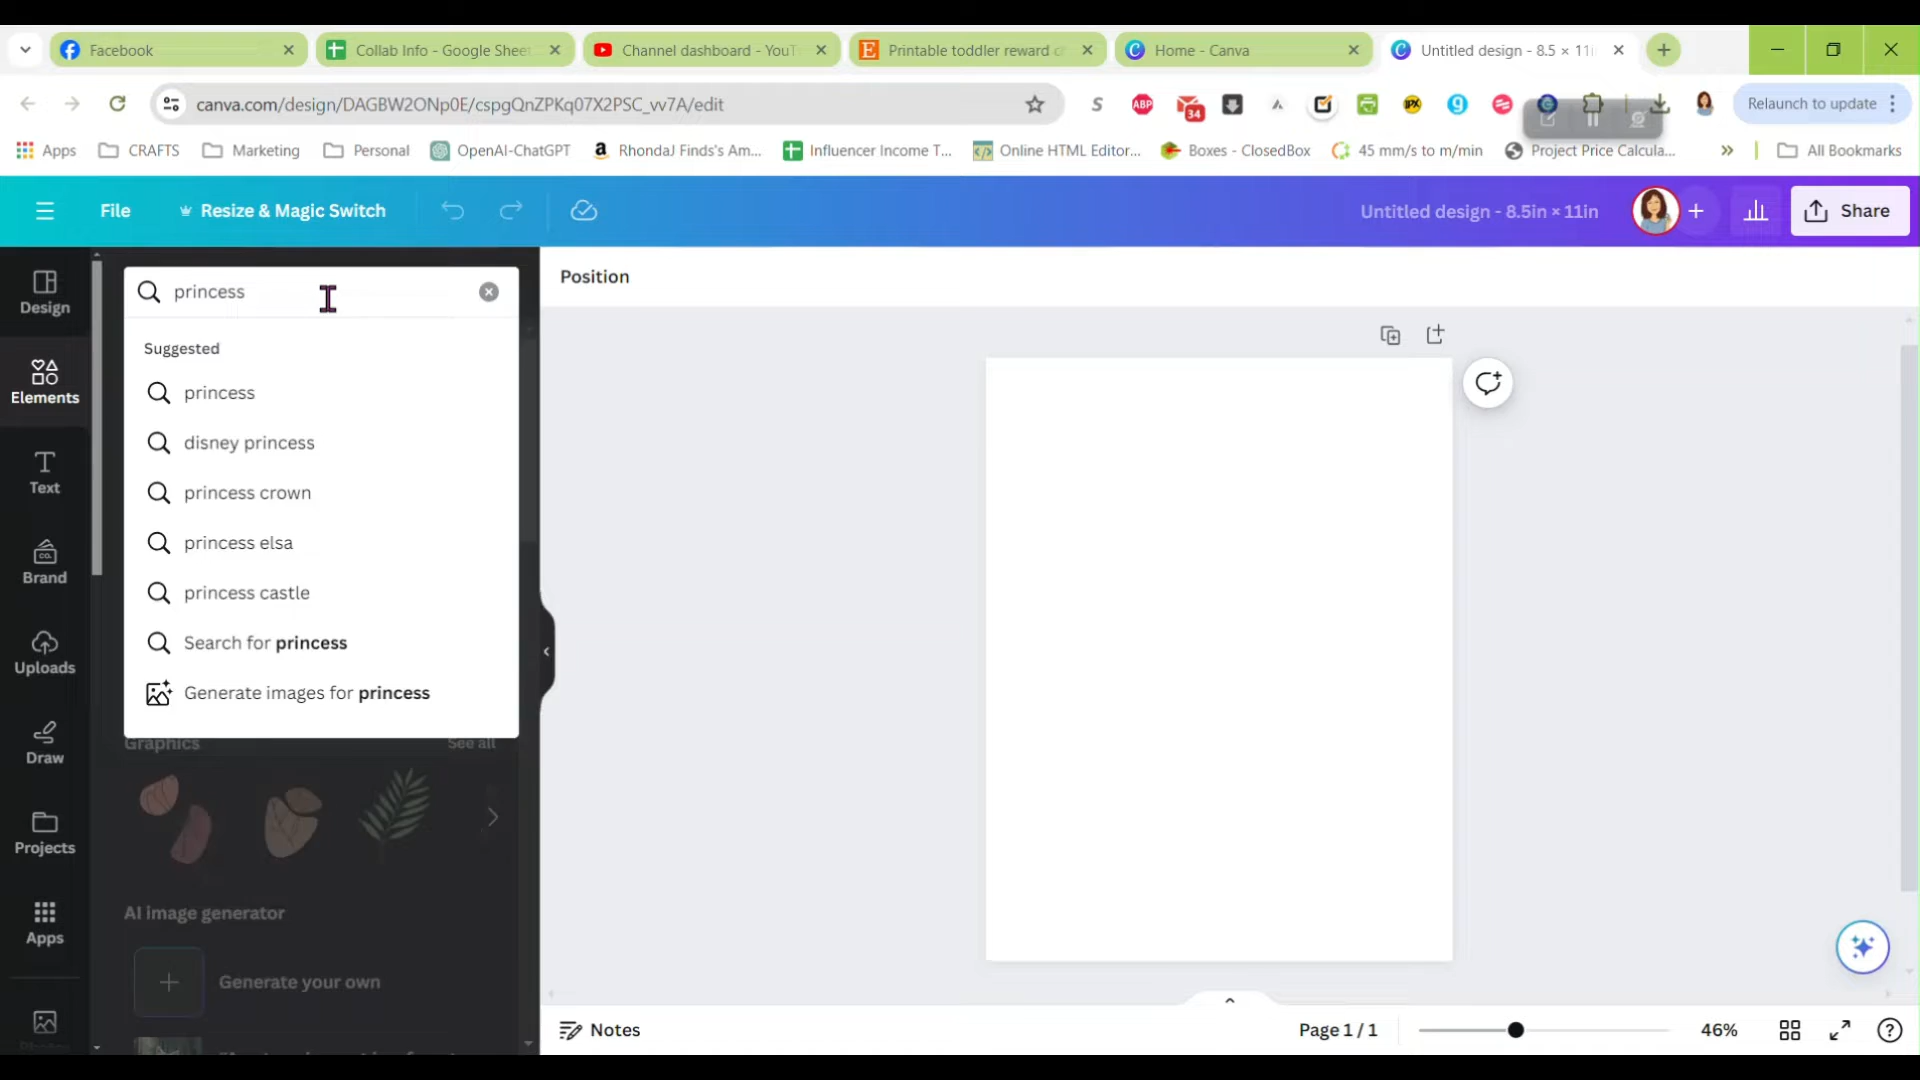 Facebook
Collab Info - Google Shee
Channel dashboard - YouT
Printable toddler reward c
Home - Canva
Untitled design - 8.5 × 11i
canva.com/design/DAGBW2ONp0E/cspgQnZPKq07X2PSC_vv7A/edit
ABP
34
Relaunch to update
Apps
CRAFTS
Marketing
Personal
OpenAI-ChatGPT
RhondaJ Finds's Am...
Influencer Income T...
Online HTML Editor...
Boxes - ClosedBox
45 mm/s to m/min
Project Price Calcula...
All Bookmarks
File
Resize & Magic Switch
Untitled design - 8.5in × 11in
Share
Design
Elements
Text
Brand
Uploads
Draw
Projects
Apps
princess
Suggested
princess
disney princess
princess crown
princess elsa
princess castle
Search for princess
Generate images for princess
Graphics
See all
AI image generator
Generate your own
Position
Notes
Page 1 / 1
46%